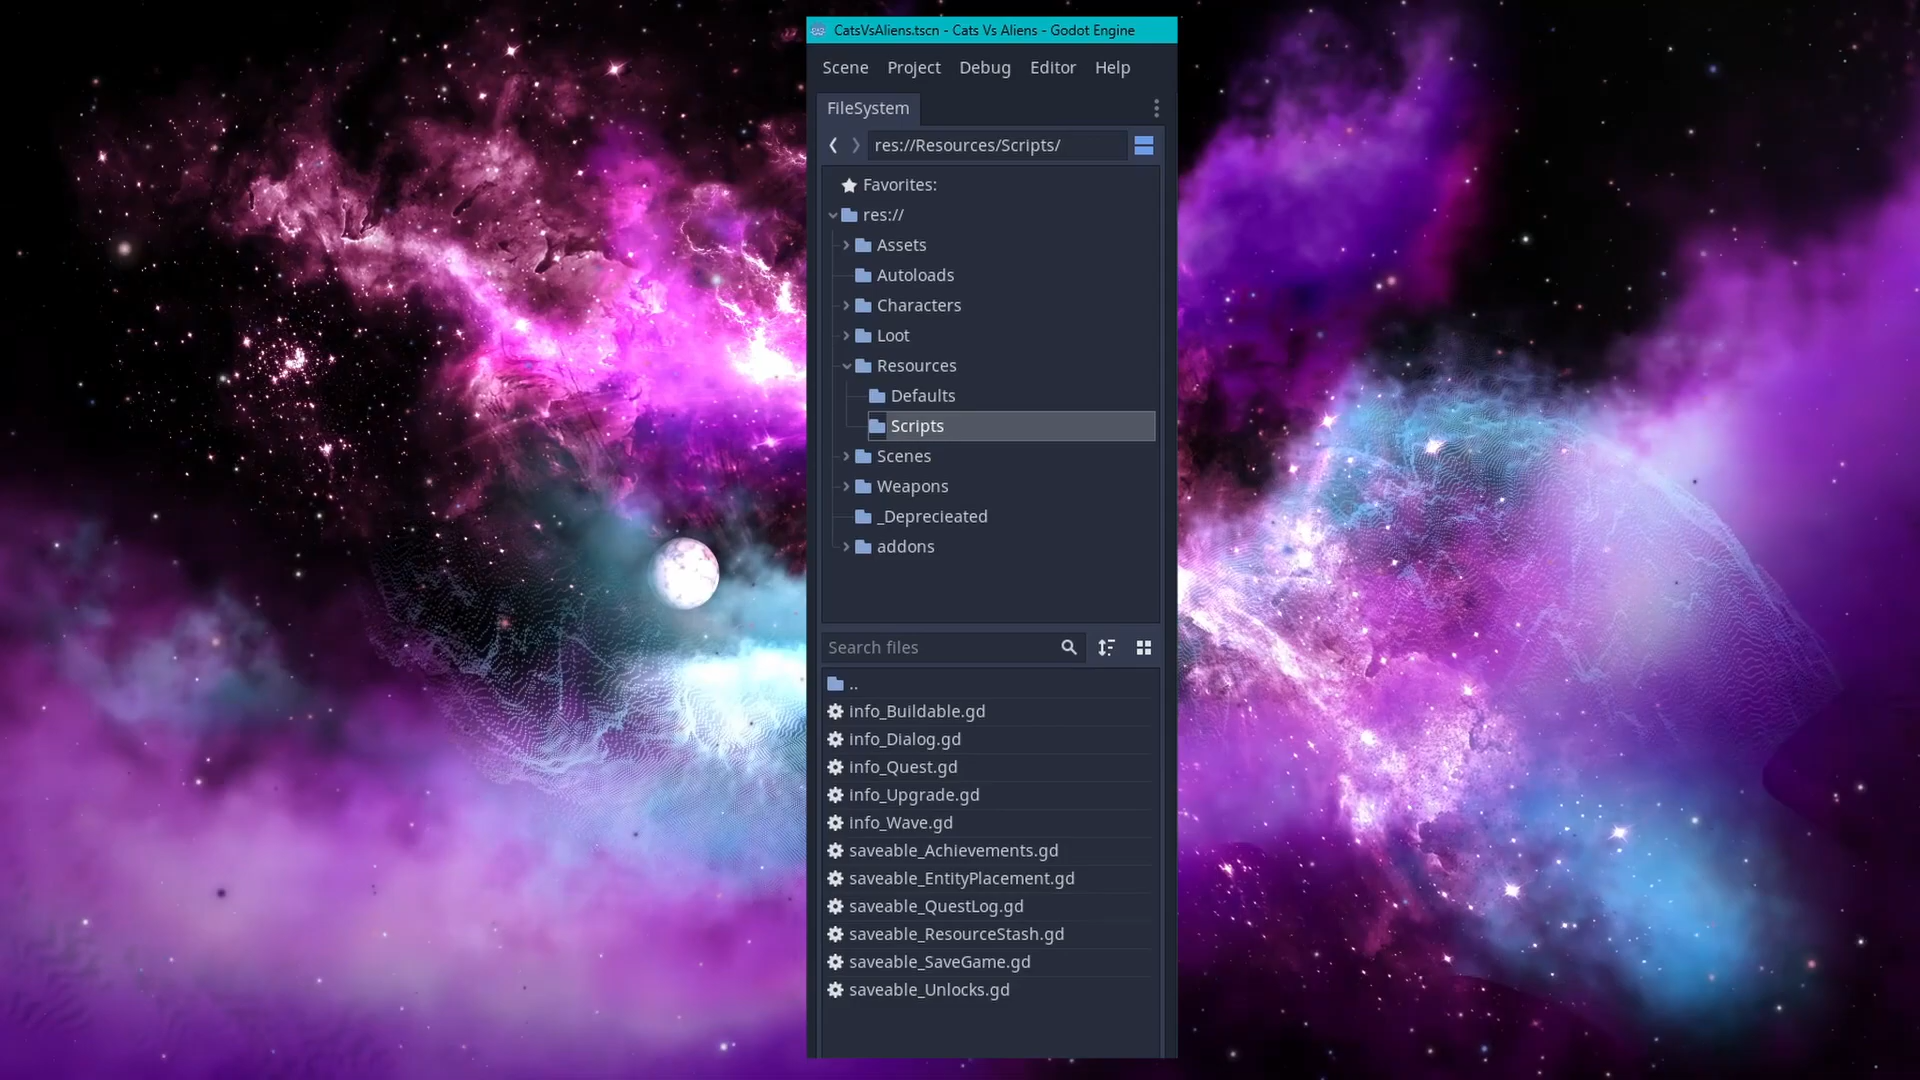 CatsVsAliens.tscn - Cats Vs Aliens - Godot Engine
Scene Project Debug Editor Help
FileSystem
res://Resources/Scripts/
Favorites:
res://
Assets
Autoloads
Characters
Loot
Resources
Defaults
Scripts
Scenes
Weapons
_Deprecieated
addons
Search files
..
info_Buildable.gd
info_Dialog.gd
info_Quest.gd
info_Upgrade.gd
info_Wave.gd
saveable_Achievements.gd
saveable_EntityPlacement.gd
saveable_QuestLog.gd
saveable_ResourceStash.gd
saveable_SaveGame.gd
saveable_Unlocks.gd